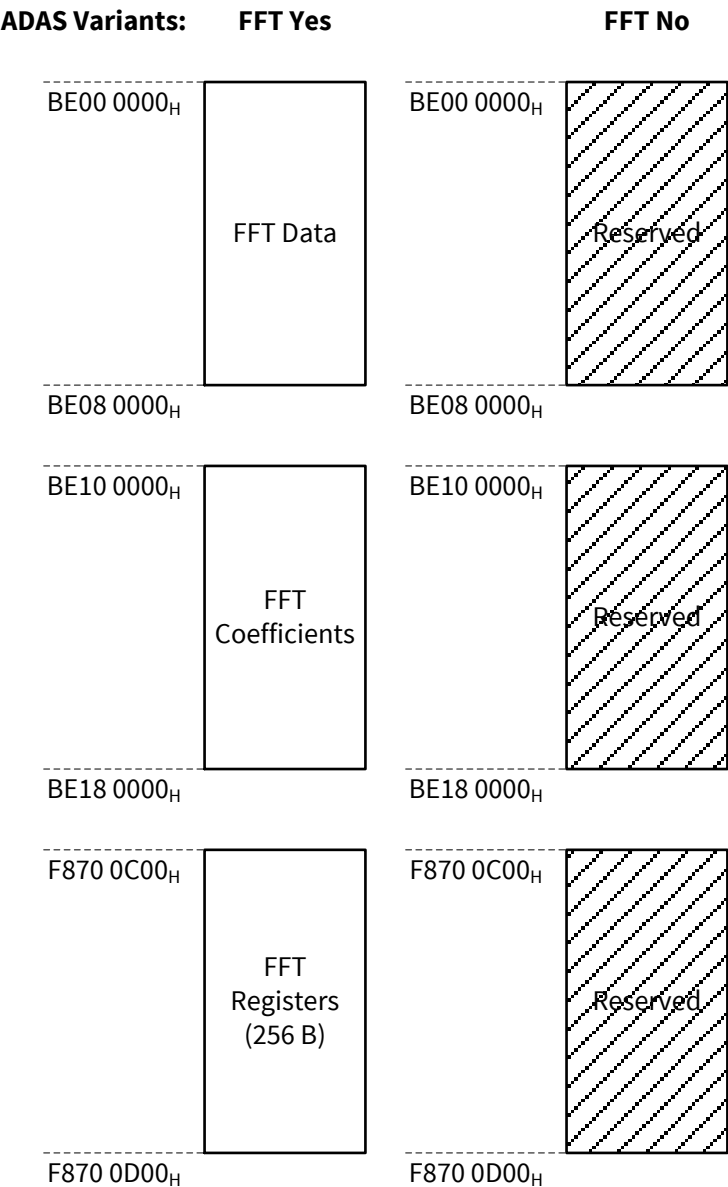 ADAS Variants: FFT Yes FFT No
BE00 0000H BE00 0000H
FFT Data Reserved
BE08 0000H BE08 0000H
BE10 0000H BE10 0000H
FFT
Coefficients
Reserved
BE18 0000H BE18 0000H
F870 0C00H F870 0C00H
FFT
Registers
(256 B)
Reserved
F870 0D00H F870 0D00H